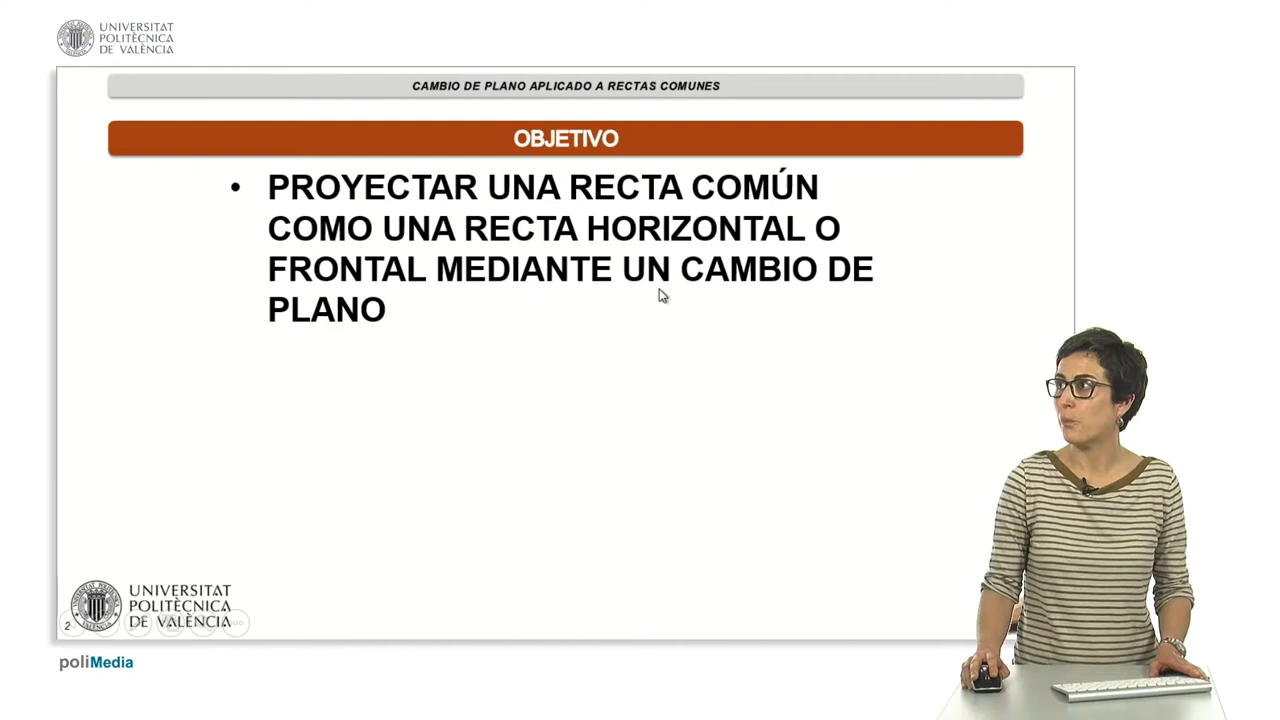 UNIVERSITAT
POLITÈCNICA
DE VALÈNCIA
CAMBIO DE PLANO APLICADO A RECTAS COMUNES
OBJETIVO
• PROYECTAR UNA RECTA COMÚN
COMO UNA RECTA HORIZONTAL O
FRONTAL MEDIANTE UN CAMBIO DE
PLANO
UNIVERSITAT
POLITÈCNICA
DE VALÈNCIA
2
poliMedia